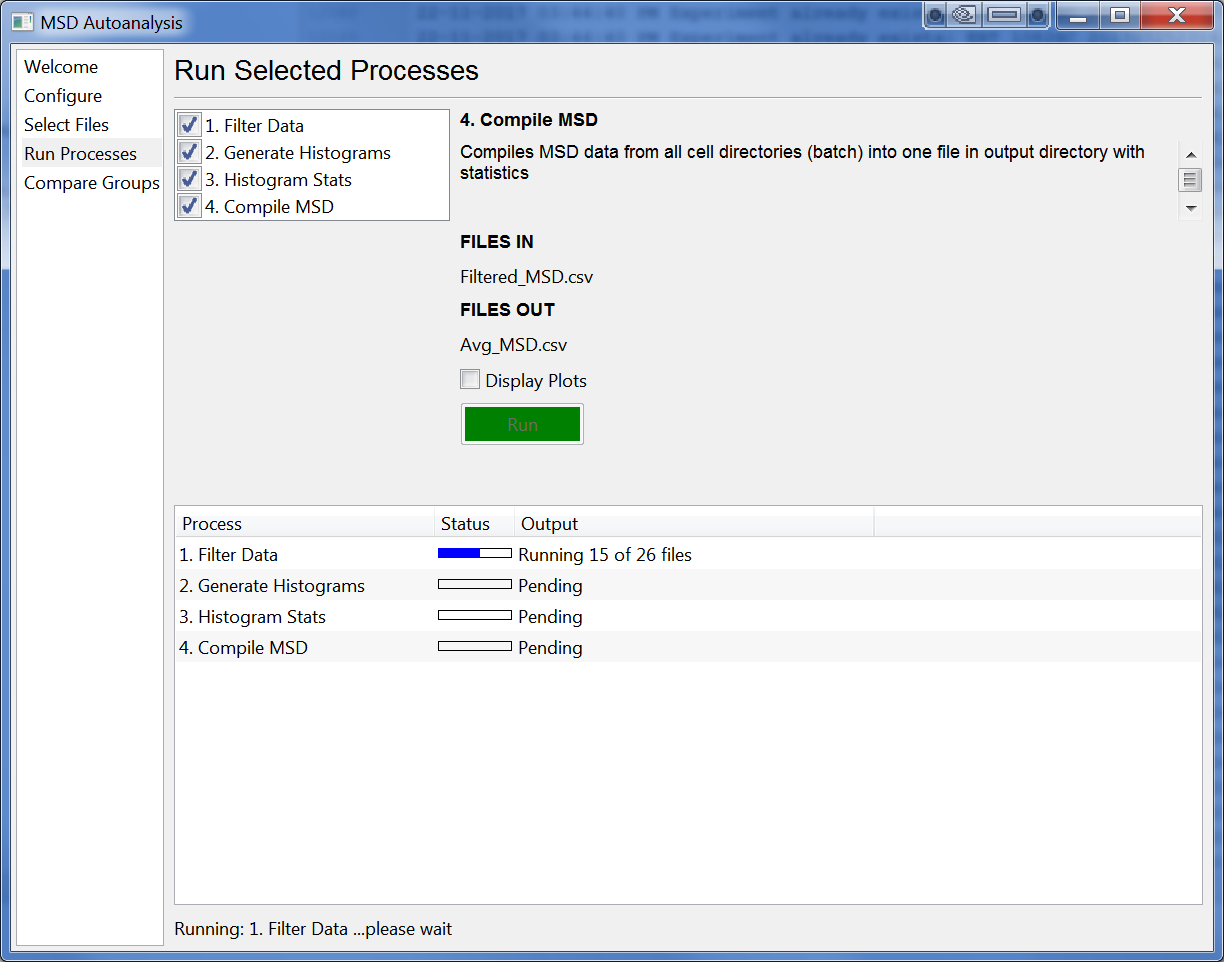 MSD Autoanalysis
Welcome
Configure
Select Files
Run Processes
Compare Groups
Run Selected Processes
1. Filter Data
2. Generate Histograms
3. Histogram Stats
4. Compile MSD
4. Compile MSD
Compiles MSD data from all cell directories (batch) into one file in output directory with
statistics
FILES IN
Filtered_MSD.csv
FILES OUT
Avg_MSD.csv
Display Plots
Run
Process Status Output
1. Filter Data Running 15 of 26 files
2. Generate Histograms Pending
3. Histogram Stats Pending
4. Compile MSD Pending
Running: 1. Filter Data ...please wait